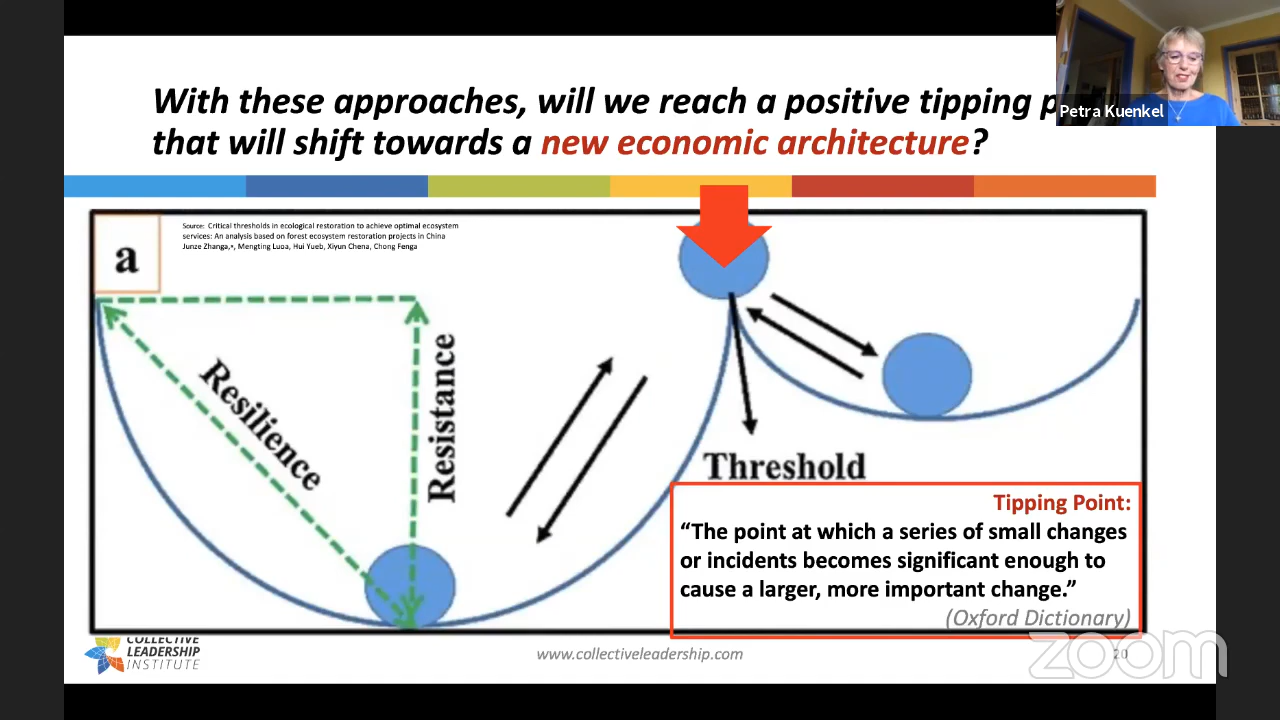 With these approaches, will we reach a positive tipping
that will shift towards a new economic architecture?
Petra Kuenkel
a
Source: Critical thresholds in ecological restoration to achieve optimal ecosystem
services: An analysis based on forest ecosystem restoration projects in China
Junze Zhanga,*, Mengting Luoa, Hui Yueb, Xiyun Chena, Chong Fenga
Resilience
Resistance
Threshold
Tipping Point:
“The point at which a series of small changes
or incidents becomes significant enough to
cause a larger, more important change.”
(Oxford Dictionary)
COLLECTIVE
LEADERSHIP
INSTITUTE
www.collectiveleadership.com
20
zoom